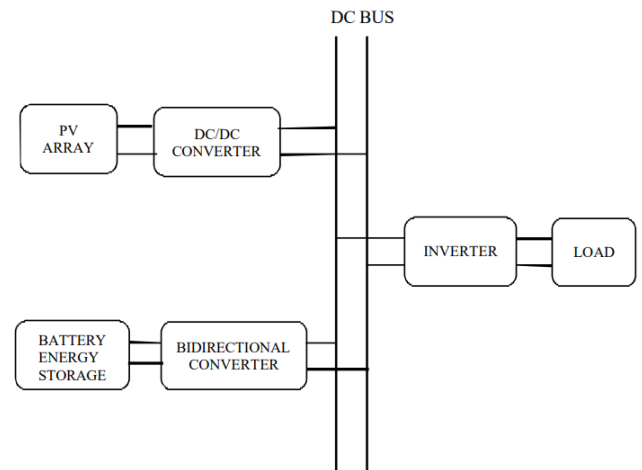 DC BUS
PV
ARRAY
DC/DC
CONVERTER
INVERTER
LOAD
BATTERY
ENERGY
STORAGE
BIDIRECTIONAL
CONVERTER